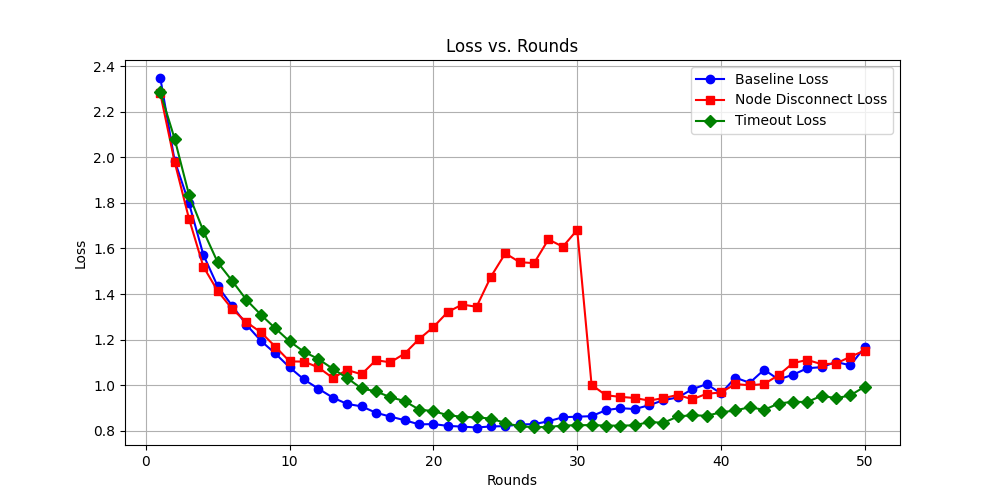 Loss vs. Rounds
Baseline Loss
Node Disconnect Loss
Timeout Loss
Loss
2.4
2.2
2.0
1.8
1.6
1.4
1.2
1.0
0.8
0 10 20 30 40 50
Rounds